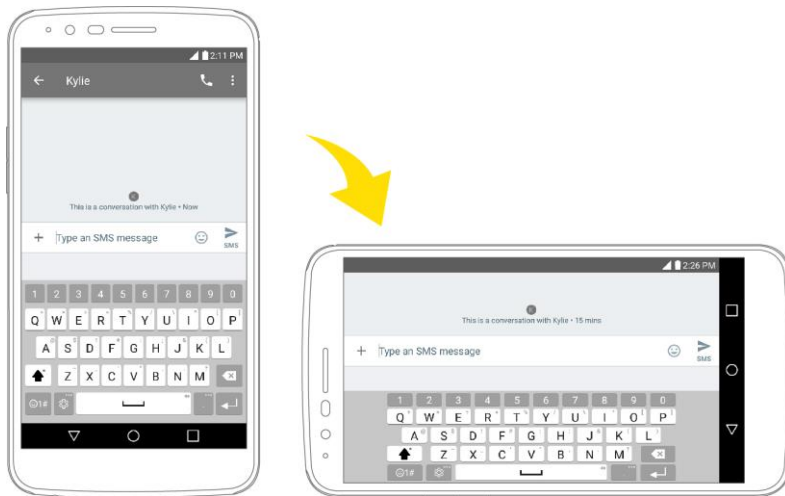 2:11 PM
Kylie
This is a conversation with Kylie • Now
+ Type an SMS message
SMS
1 2 3 4 5 6 7 8 9 0
Q W E R T Y U I O P
A S D F G H J K L
Z X C V B N M
1#
2:26 PM
This is a conversation with Kylie • 15 mins
+ Type an SMS message
SMS
1 2 3 4 5 6 7 8 9 0
Q W E R T Y U I O P
A S D F G H J K L
Z X C V B N M
1#